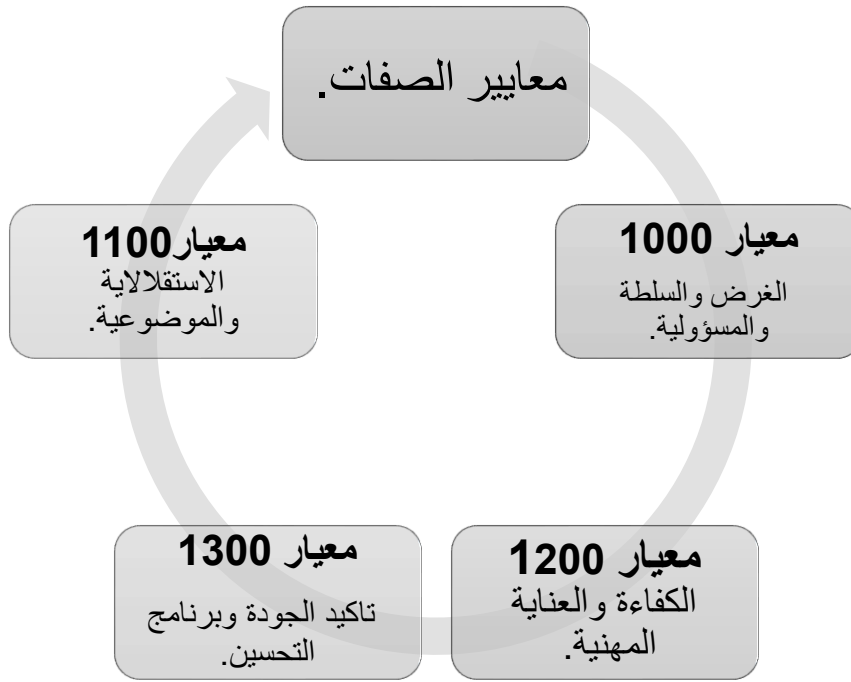 معايير الصفات.
معيار 1000
الغرض والسلطة
والمسؤولية.
معيار 1200
الكفاءة والعناية
المهنية.
معيار 1300
تاكيد الجودة وبرنامج
التحسين.
معيار1100
الاستقلالاية
والموضوعية.